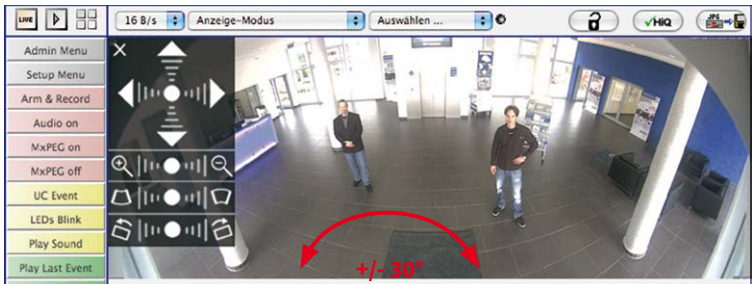 LIVE
16 B/s
Anzeige-Modus
Auswählen ...
HiQ
JPG
Admin Menu
Setup Menu
Arm & Record
Audio on
MxPEG on
MxPEG off
UC Event
LEDs Blink
Play Sound
Play Last Event
+/- 30°